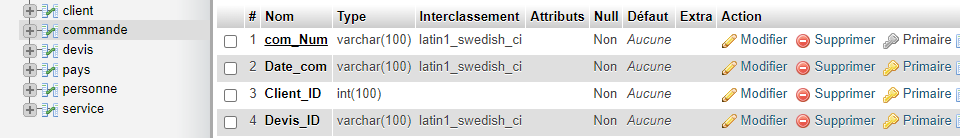 client
commande
devis
pays
personne
service
# Nom Type Interclassement Attributs Null Défaut Extra Action
1 com_Num varchar(100) latin1_swedish_ci Non Aucune Modifier Supprimer Primaire
2 Date_com varchar(100) latin1_swedish_ci Non Aucune Modifier Supprimer Primaire
3 Client_ID int(100) Non Aucune Modifier Supprimer Primaire
4 Devis_ID varchar(100) latin1_swedish_ci Non Aucune Modifier Supprimer Primaire